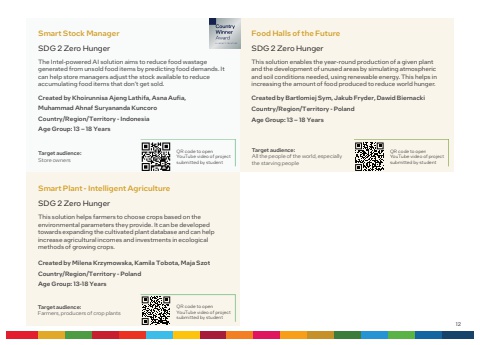 Smart Stock Manager
Country
Winner
Award
SDG 2 Zero Hunger
The Intel-powered AI solution aims to reduce food wastage
generated from unsold food items by predicting food demands. It
can help store managers adjust the stock available to reduce
accumulating food items that don't get sold.
Created by Khoirunnisa Ajeng Lathifa, Asna Aufia,
Muhammad Ahnaf Suryananda Kuncoro
Country/Region/Territory - Indonesia
Age Group: 13 – 18 Years
Target audience:
Store owners
QR code to open
YouTube video of project
submitted by student
Food Halls of the Future
SDG 2 Zero Hunger
This solution enables the year-round production of a given plant
and the development of unused areas by simulating atmospheric
and soil conditions needed, using renewable energy. This helps in
increasing the amount of food produced to reduce world hunger.
Created by Bartlomiej Sym, Jakub Fryder, Dawid Biernacki
Country/Region/Territory - Poland
Age Group: 13 – 18 Years
Target audience:
All the people of the world, especially
the starving people
QR code to open
YouTube video of project
submitted by student
Smart Plant - Intelligent Agriculture
SDG 2 Zero Hunger
This solution helps farmers to choose crops based on the
environmental parameters they provide. It can be developed
towards expanding the cultivated plant database and can help
increase agricultural incomes and investments in ecological
methods of growing crops.
Created by Milena Krzymowska, Kamila Tobota, Maja Szot
Country/Region/Territory - Poland
Age Group: 13-18 Years
Target audience:
Farmers, producers of crop plants
QR code to open
YouTube video of project
submitted by student
12